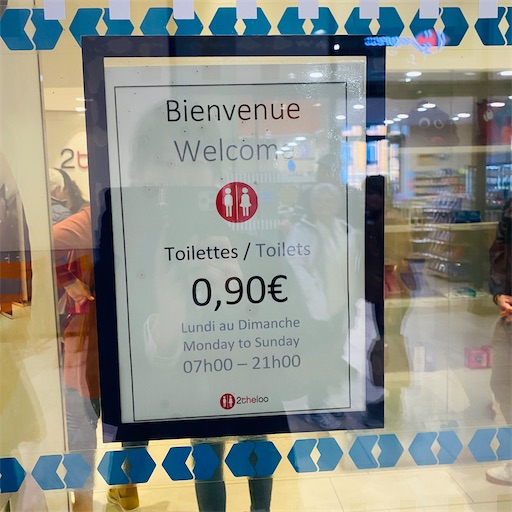 Bienvenue
Welcome
Toilettes / Toilets
0,90€
Lundi au Dimanche
Monday to Sunday
07h00 – 21h00
2theloo